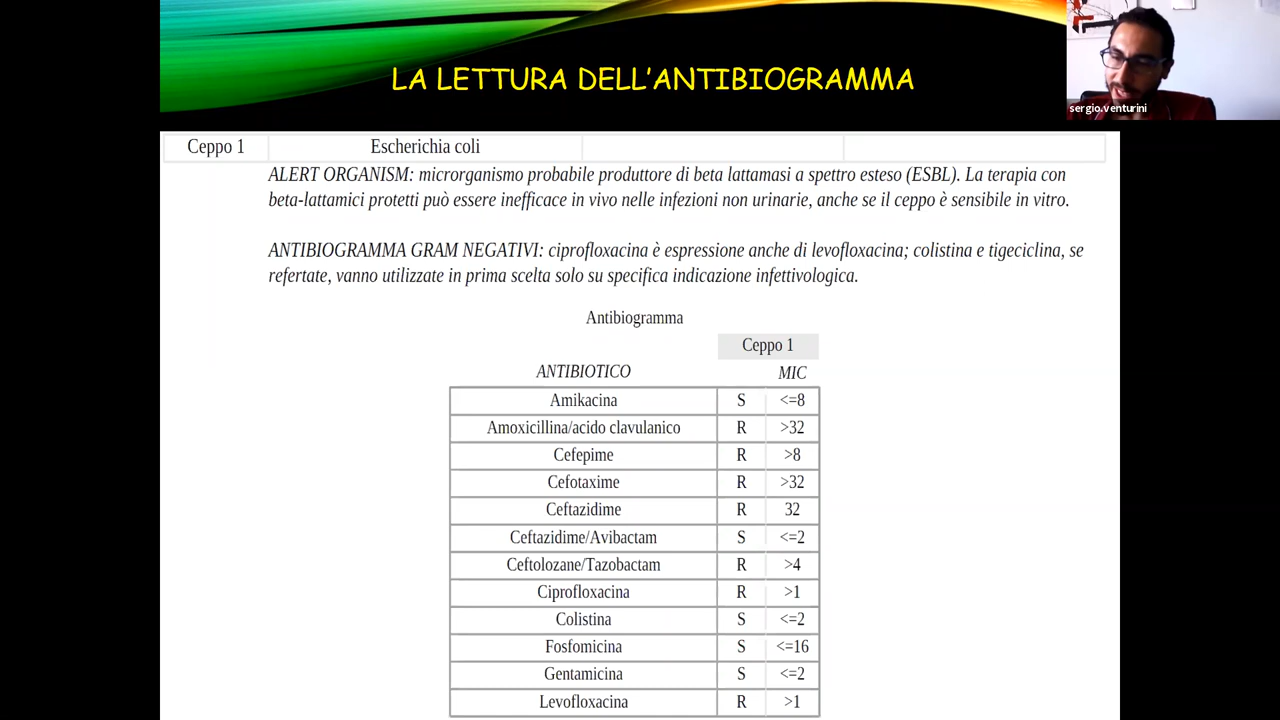 LA LETTURA DELL'ANTIBIOGRAMMA
sergio.venturini
Ceppo 1 Escherichia coli
ALERT ORGANISM: microrganismo probabile produttore di beta lattamasi a spettro esteso (ESBL). La terapia con
beta-lattamici protetti può essere inefficace in vivo nelle infezioni non urinarie, anche se il ceppo è sensibile in vitro.
ANTIBIOGRAMMA GRAM NEGATIVI: ciprofloxacina è espressione anche di levofloxacina; colistina e tigeciclina, se
refertate, vanno utilizzate in prima scelta solo su specifica indicazione infettivologica.
Antibiogramma
Ceppo 1
ANTIBIOTICO MIC
Amikacina S <=8
Amoxicillina/acido clavulanico R >32
Cefepime R >8
Cefotaxime R >32
Ceftazidime R 32
Ceftazidime/Avibactam S <=2
Ceftolozane/Tazobactam R >4
Ciprofloxacina R >1
Colistina S <=2
Fosfomicina S <=16
Gentamicina S <=2
Levofloxacina R >1